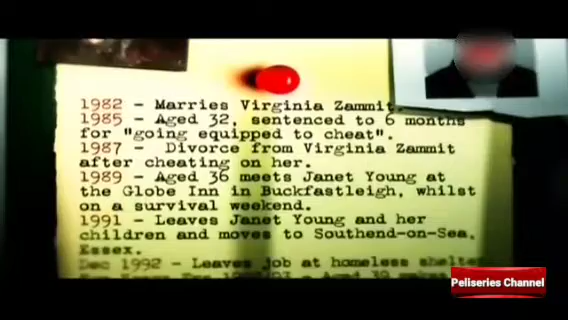 1982 - Marries Virginia Zammit.
1985 - Aged 32, sentenced to 6 months
for "going equipped to cheat".
1987 - Divorce from Virginia Zammit
after cheating on her.
1989 - Aged 36 meets Janet Young at
the Globe Inn in Buckfastleigh, whilst
on a survival weekend.
1991 - Leaves Janet Young and her
children and moves to Southend-on-Sea,
Essex.
Dec 1992 - Leaves job at homeless shelter
Peliseries Channel